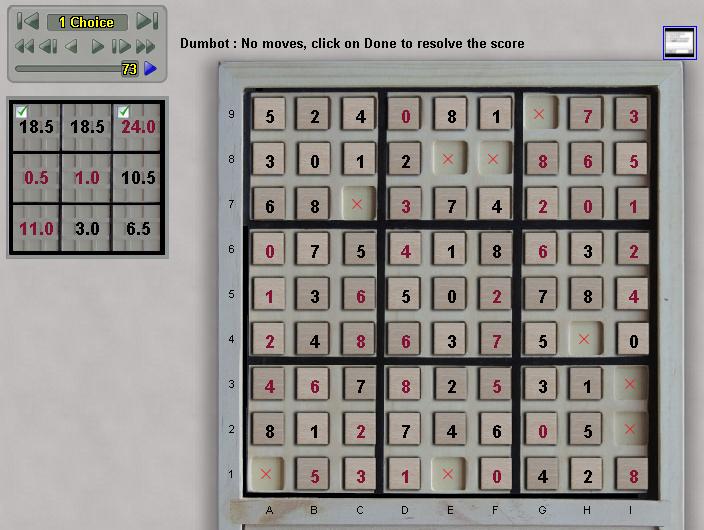 1 Choice
73
Dumbot : No moves, click on Done to resolve the score
18.5 18.5 24.0
0.5 1.0 10.5
11.0 3.0 6.5
9 5 2 4 0 8 1 × 7 3
8 3 0 1 2 × × 8 6 5
7 6 8 × 3 7 4 2 0 1
6 0 7 5 4 1 8 6 3 2
5 1 3 6 5 0 2 7 8 4
4 2 4 8 6 3 7 5 × 0
3 4 6 7 8 2 5 3 1 ×
2 8 1 2 7 4 6 0 5 ×
1 × 5 3 1 × 0 4 2 8
A B C D E F G H I